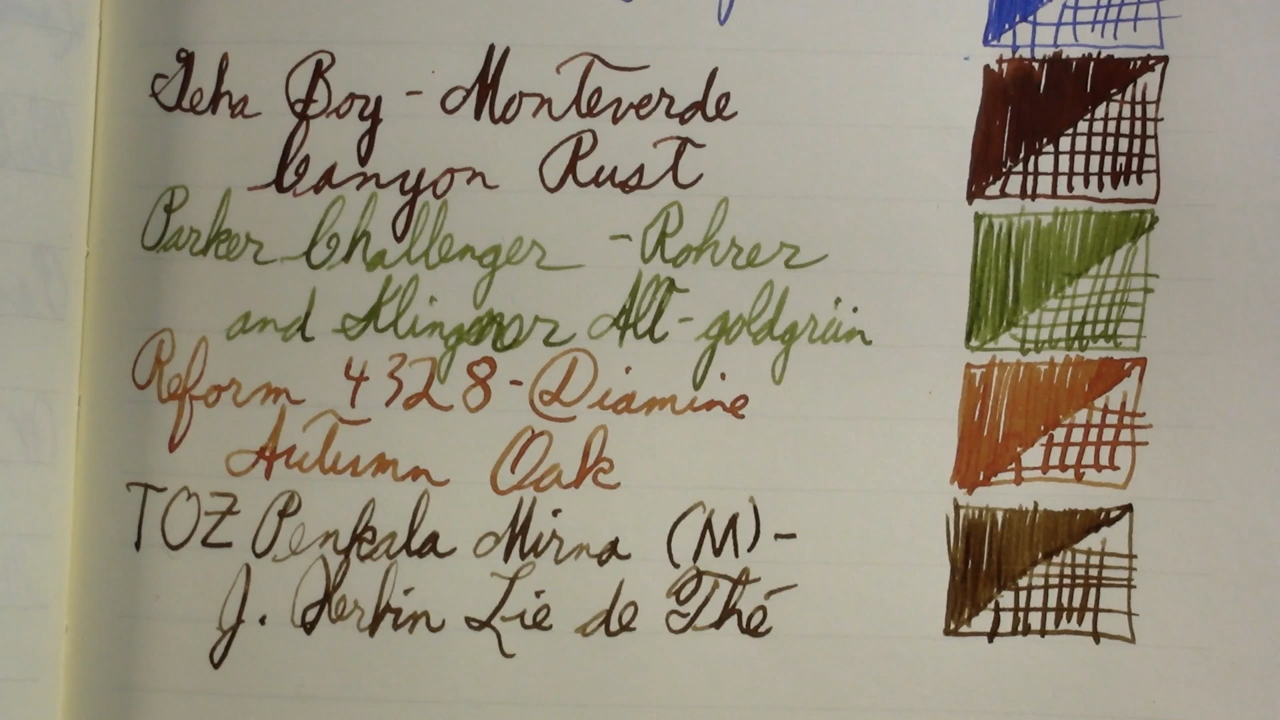 Geha Boy - Monteverde
Canyon Rust
Parker Challenger - Rohrer
and Klingner Alt-goldgrün
Reform 4328 - Diamine
Autumn Oak
TOZ Penkala Mirna (M) -
J. Herbin Lie de Thé